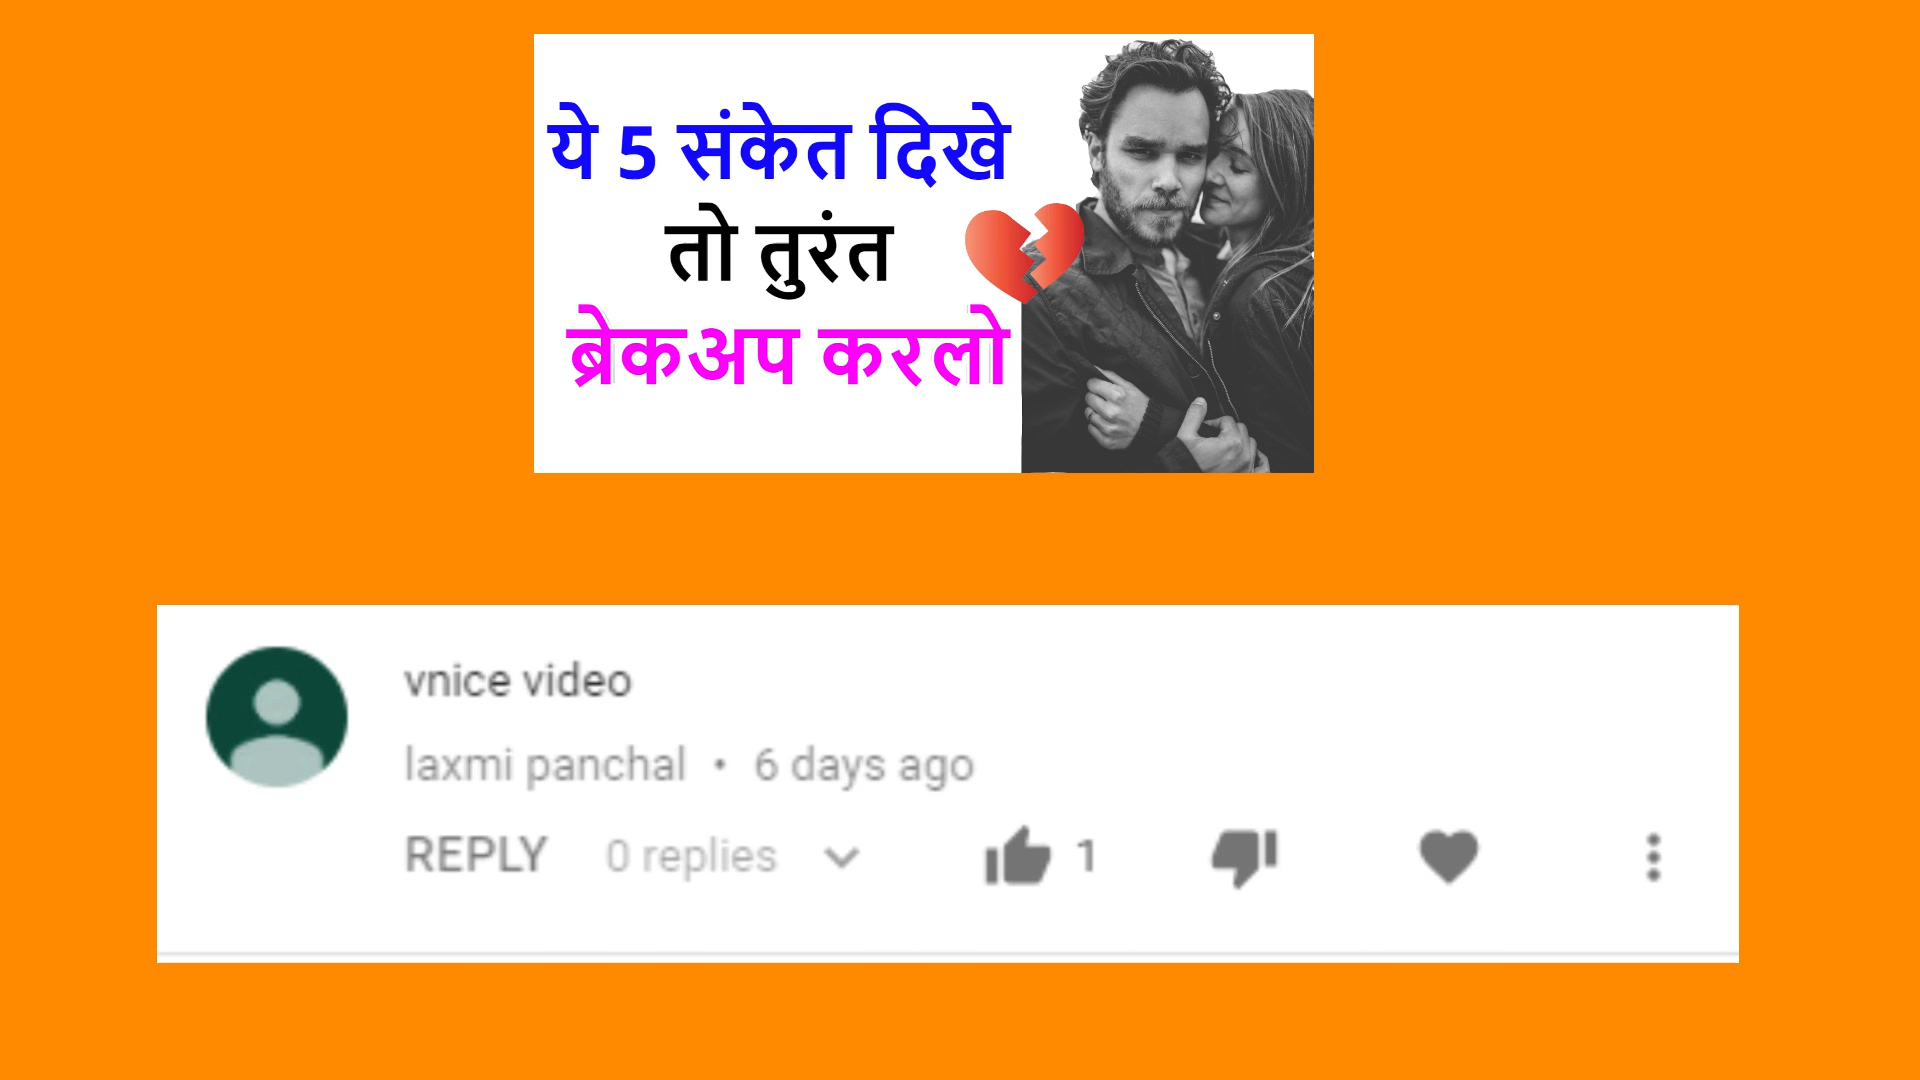 ये 5 संकेत दिखे
तो तुरंत
ब्रेकअप करलो
vnice video
laxmi panchal • 6 days ago
REPLY 0 replies 1